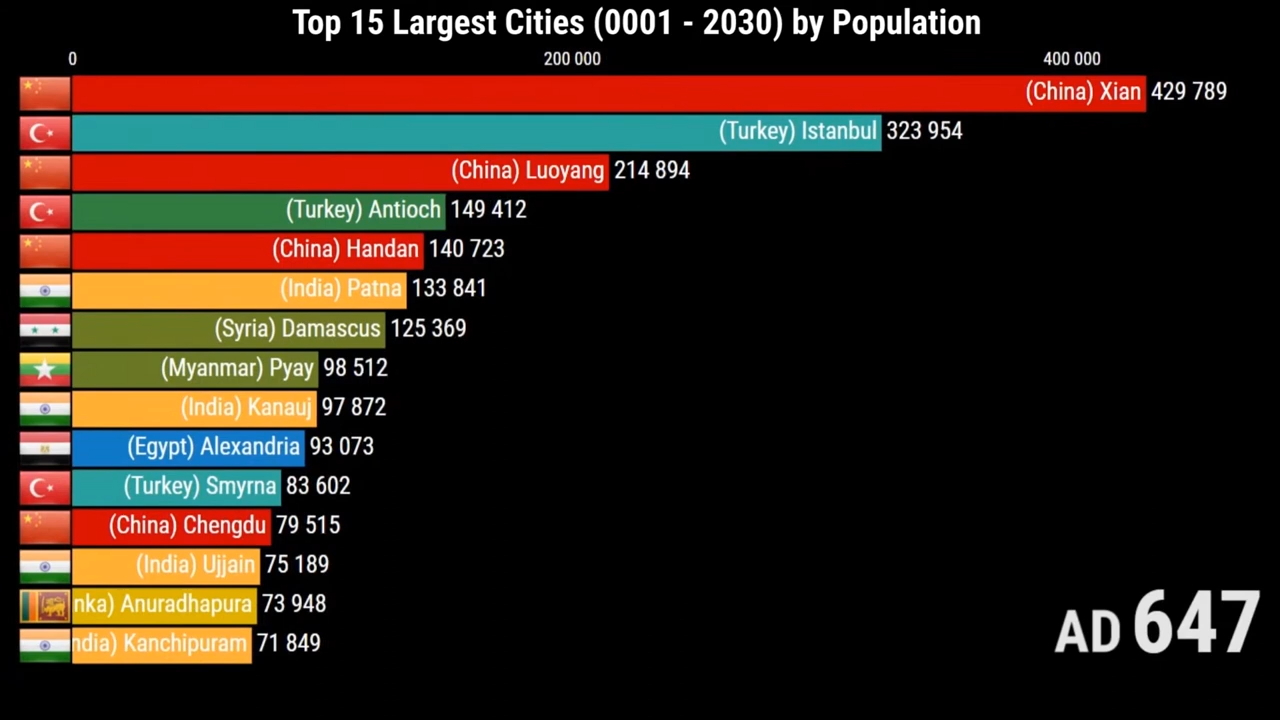 Top 15 Largest Cities (0001 - 2030) by Population
0 200 000 400 000
(China) Xian 429 789
(Turkey) Istanbul 323 954
(China) Luoyang 214 894
(Turkey) Antioch 149 412
(China) Handan 140 723
(India) Patna 133 841
(Syria) Damascus 125 369
(Myanmar) Pyay 98 512
(India) Kanauj 97 872
(Egypt) Alexandria 93 073
(Turkey) Smyrna 83 602
(China) Chengdu 79 515
(India) Ujjain 75 189
nka) Anuradhapura 73 948
ndia) Kanchipuram 71 849
AD 647